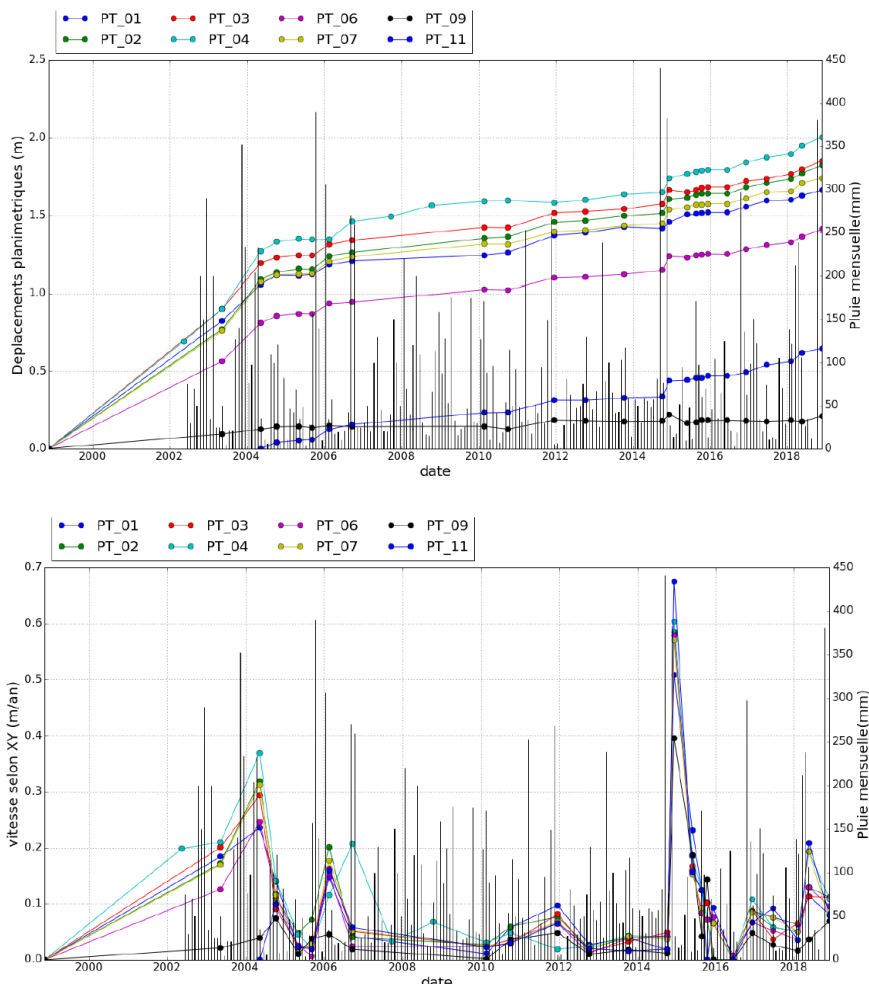 PT_01 PT_03 PT_06 PT_09
PT_02 PT_04 PT_07 PT_11
2.5 450
400
2.0 350
300
1.5 250
200
1.0 150
100
0.5 50
0.0 0
Deplacements planimetriques (m)
Pluie mensuelle(mm)
2000 2002 2004 2006 2008 2010 2012 2014 2016 2018
date
PT_01 PT_03 PT_06 PT_09
PT_02 PT_04 PT_07 PT_11
0.7 450
400
0.6 350
0.5 300
0.4 250
200
0.3 150
0.2 100
0.1 50
0.0 0
vitesse selon XY (m/an)
Pluie mensuelle(mm)
2000 2002 2004 2006 2008 2010 2012 2014 2016 2018
date